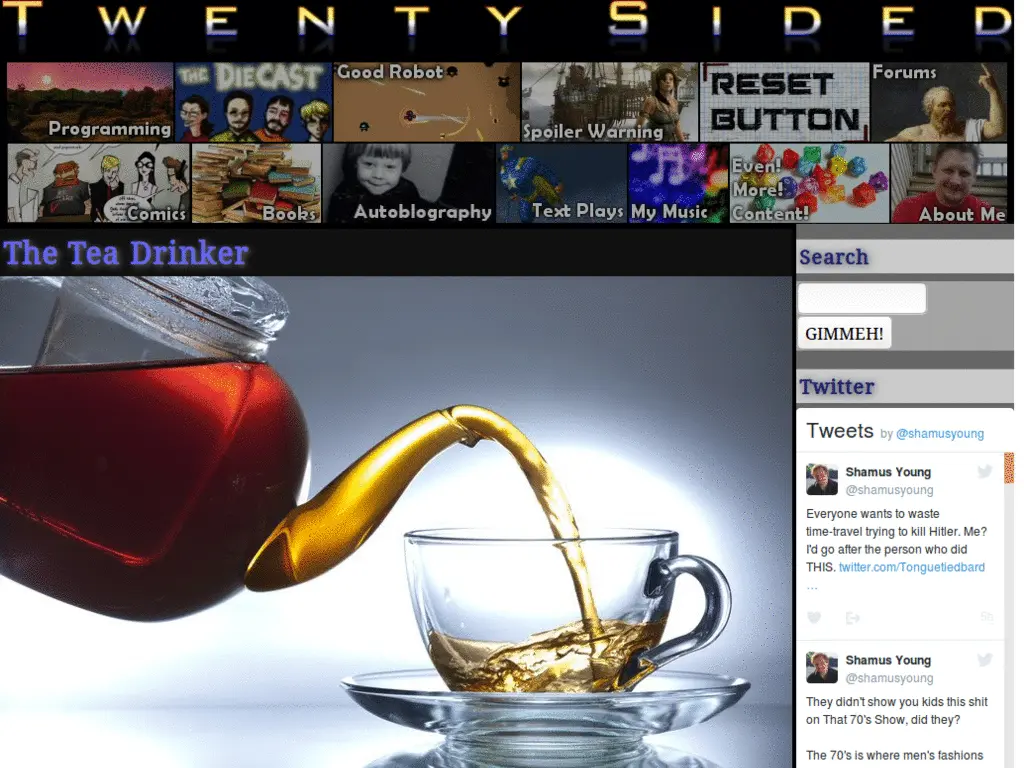 TWENTY SIDED
Programming
THE DIECAST
Good Robot
Spoiler Warning
RESET
BUTTON
Forums
Comics
Books
Autoblography
Text Plays
My Music
Even!
More!
Content!
About Me
The Tea Drinker
Search
GIMMEH!
Twitter
Tweets by @shamusyoung
Shamus Young
@shamusyoung
Everyone wants to waste
time-travel trying to kill Hitler. Me?
I'd go after the person who did
THIS. twitter.com/Tonguetiedbard
…
5h
Shamus Young
@shamusyoung
They didn't show you kids this shit
on That 70's Show, did they?
The 70's is where men's fashions